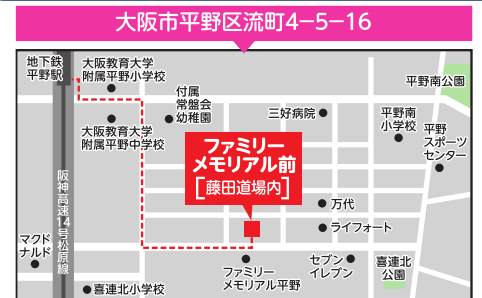 大阪市平野区流町4−5−16
地下鉄
平野駅
大阪教育大学
附属平野小学校
付属
常盤会
幼稚園
三好病院
平野南公園
平野南
小学校
平野
スポーツ
センター
大阪教育大学
附属平野中学校
ファミリー
メモリアル前
[藤田道場内]
阪神高速14号松原線
万代
ライフォート
マクド
ナルド
セブン
イレブン
喜連北
公園
ファミリー
メモリアル平野
喜連北小学校